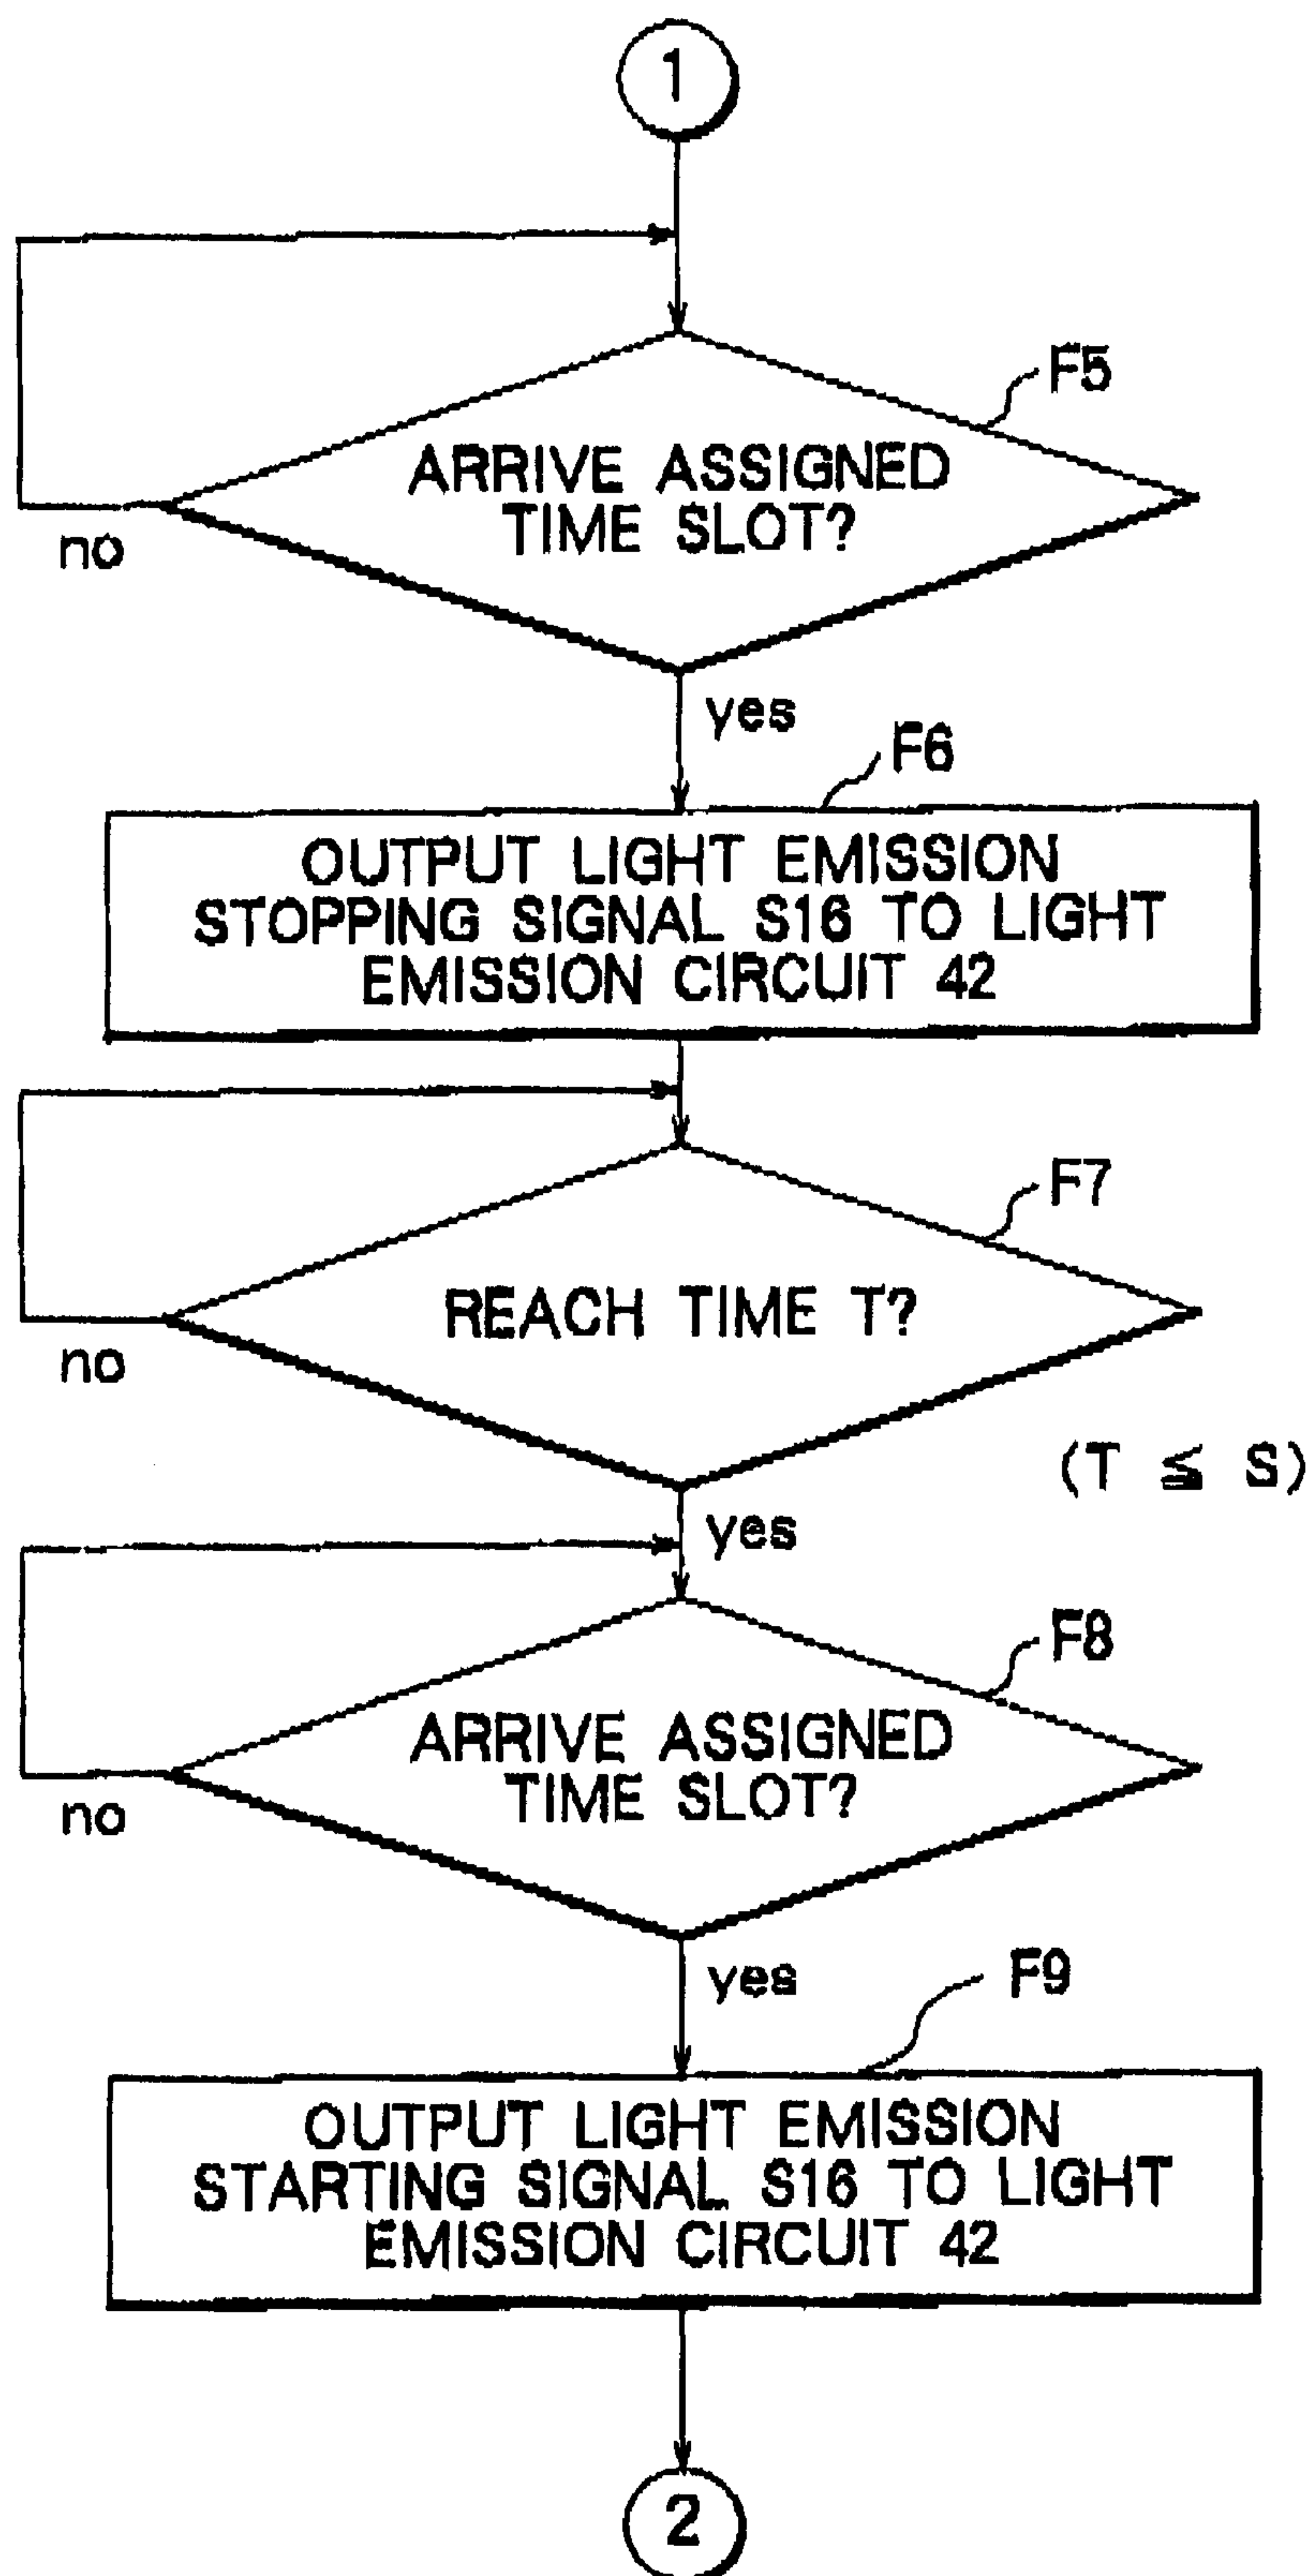 1
F5
ARRIVE ASSIGNED
TIME SLOT?
no
yes
F6
OUTPUT LIGHT EMISSION
STOPPING SIGNAL S16 TO LIGHT
EMISSION CIRCUIT 42
F7
REACH TIME T?
no
(T ≦ S)
yes
F8
ARRIVE ASSIGNED
TIME SLOT?
no
yes
F9
OUTPUT LIGHT EMISSION
STARTING SIGNAL S16 TO LIGHT
EMISSION CIRCUIT 42
2